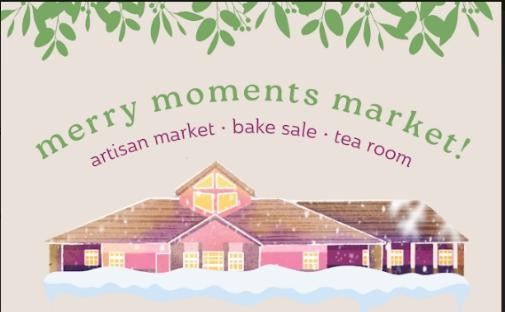 merry moments market!
artisan market · bake sale · tea room